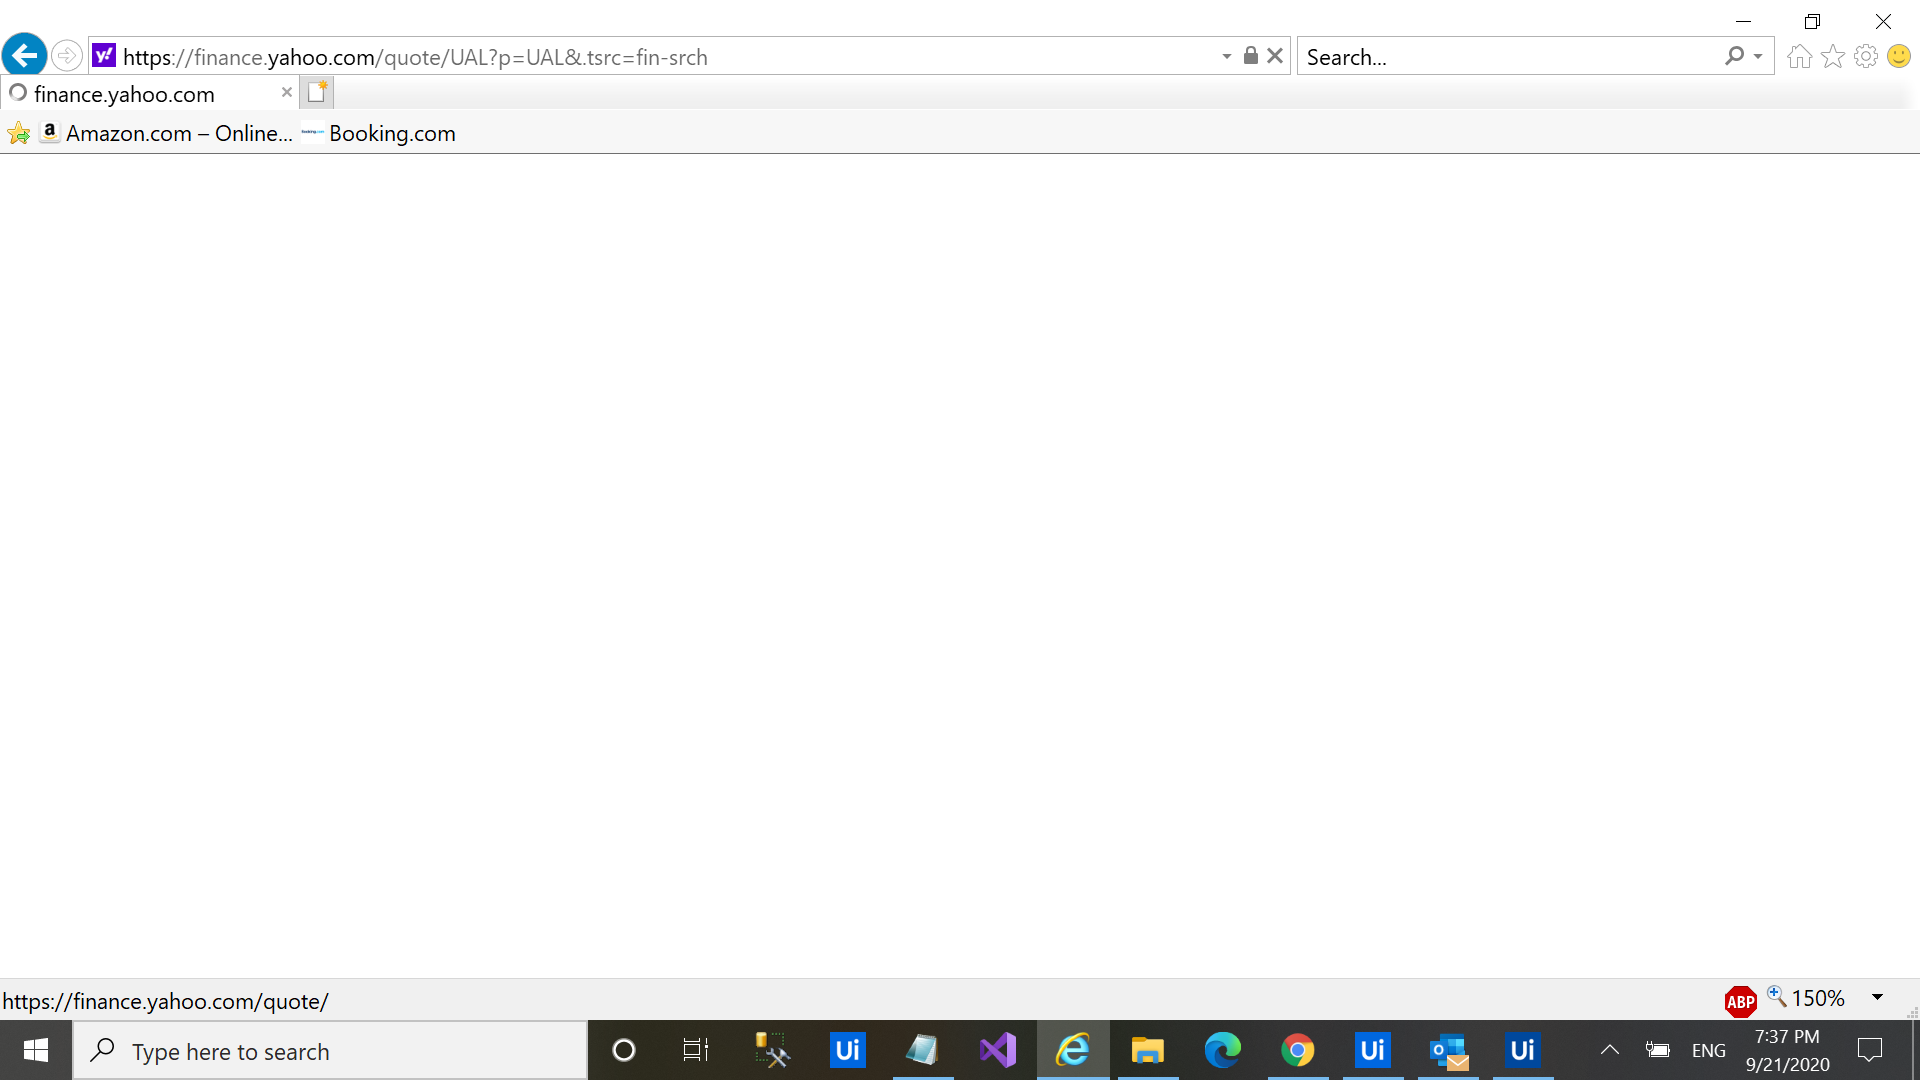 https://finance.yahoo.com/quote/UAL?p=UAL&.tsrc=fin-srch
Search...
finance.yahoo.com
Amazon.com – Online...
Booking.com
https://finance.yahoo.com/quote/
ABP
150%
Type here to search
Ui
Ui
Ui
ENG
7:37 PM
9/21/2020